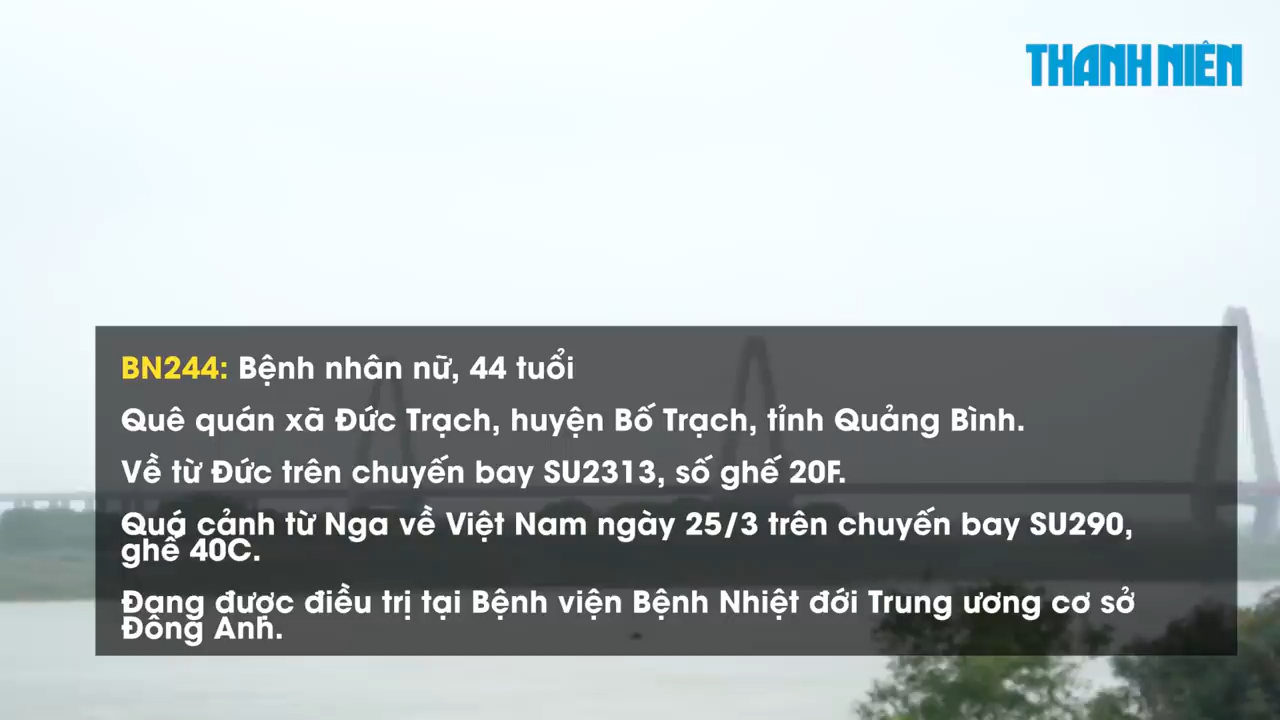 THANH NIÊN
BN244: Bệnh nhân nữ, 44 tuổi
Quê quán xã Đức Trạch, huyện Bố Trạch, tỉnh Quảng Bình.
Về từ Đức trên chuyến bay SU2313, số ghế 20F.
Quá cảnh từ Nga về Việt Nam ngày 25/3 trên chuyến bay SU290,
ghế 40C.
Đang được điều trị tại Bệnh viện Bệnh Nhiệt đới Trung ương cơ sở
Đông Anh.